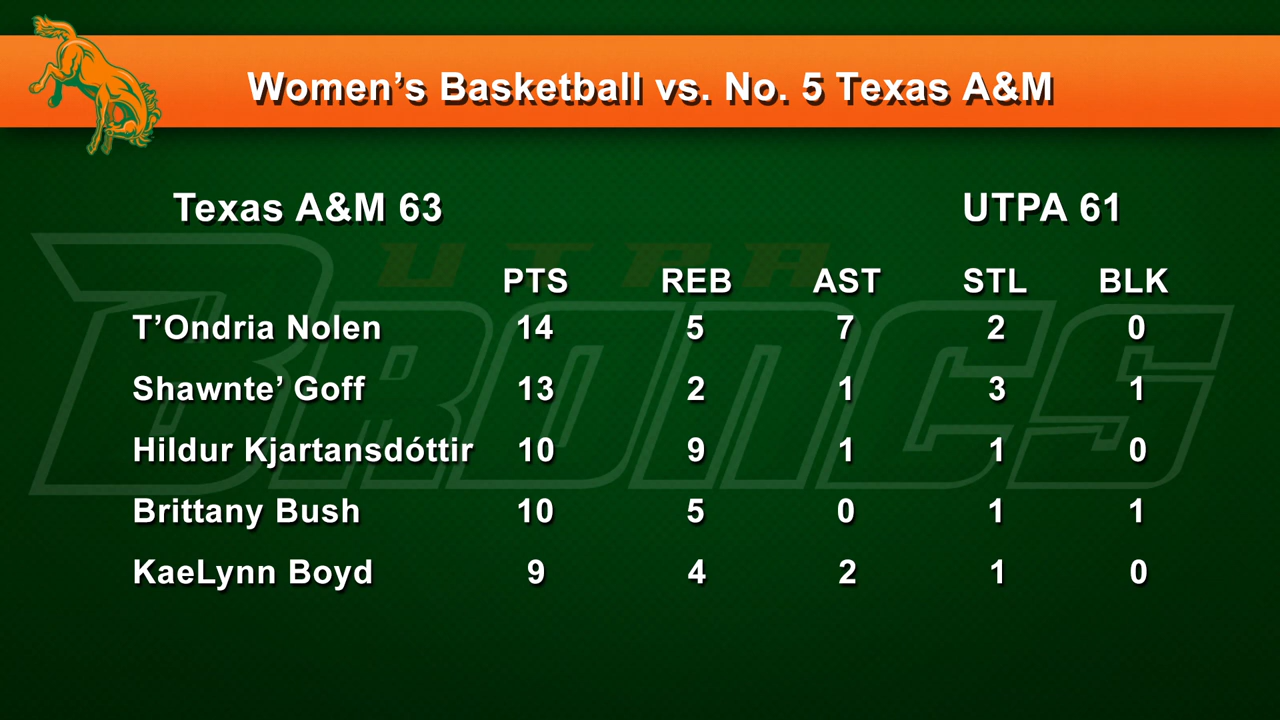 Women’s Basketball vs. No. 5 Texas A&M
Texas A&M 63 UTPA 61
UTPA
BRONCS
PTS REB AST STL BLK
T’Ondria Nolen 14 5 7 2 0
Shawnte’ Goff 13 2 1 3 1
Hildur Kjartansdóttir 10 9 1 1 0
Brittany Bush 10 5 0 1 1
KaeLynn Boyd 9 4 2 1 0